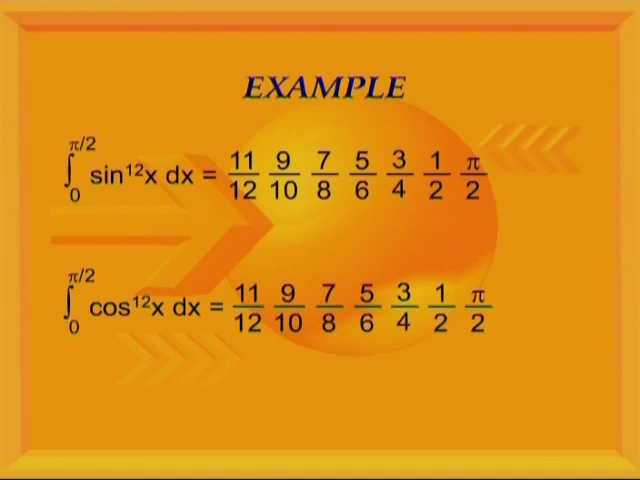 EXAMPLE
∫₀^π/2 sin¹²x dx = 11/12 9/10 7/8 5/6 3/4 1/2 π/2
∫₀^π/2 cos¹²x dx = 11/12 9/10 7/8 5/6 3/4 1/2 π/2